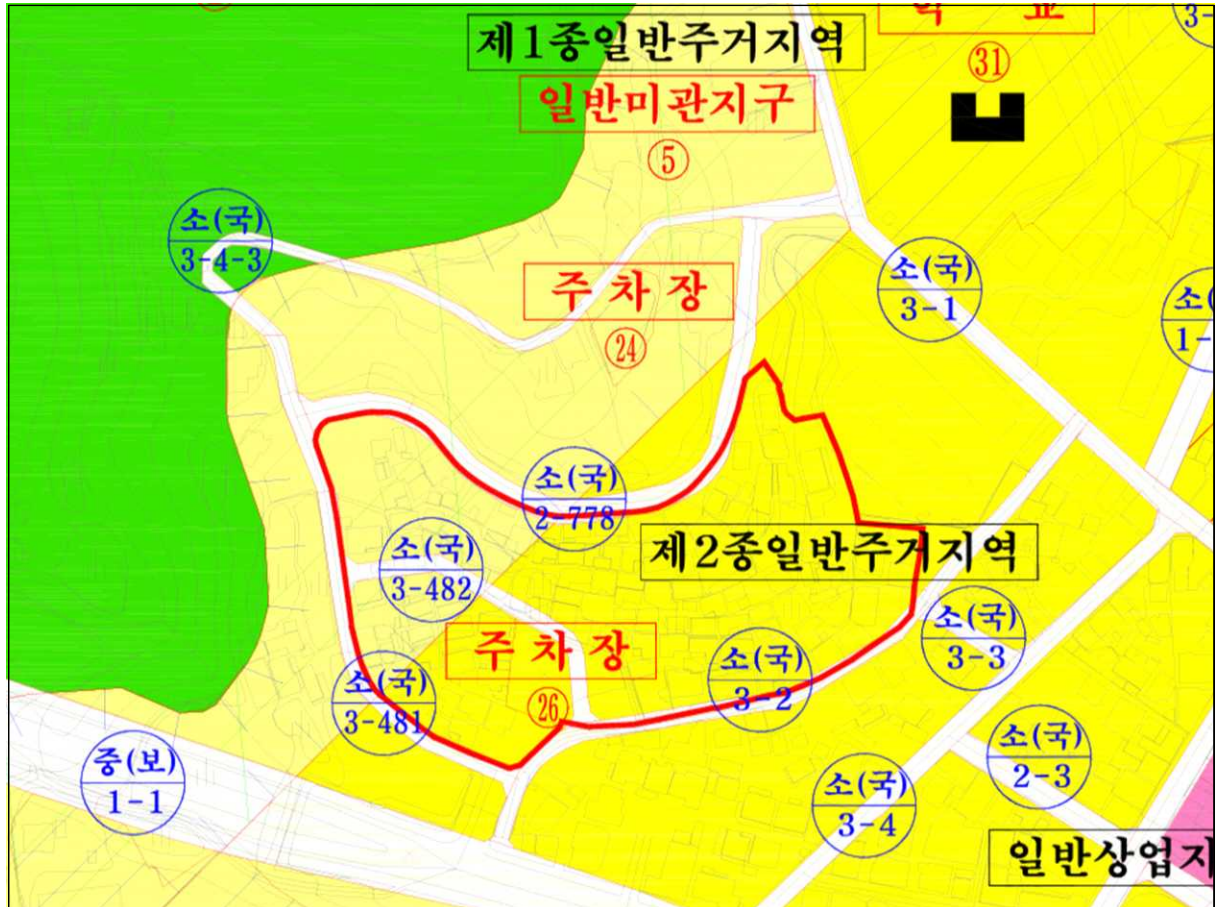 학 교
3-
제1종일반주거지역
31
일반미관지구
5
소(국)
3-4-3
주차장
24
소(국)
3-1
소(
1-
소(국)
2-778
소(국)
3-482
제2종일반주거지역
주차장
26
소(국)
3-2
소(국)
3-3
소(국)
3-481
중(보)
1-1
소(국)
2-3
소(국)
3-4
일반상업지